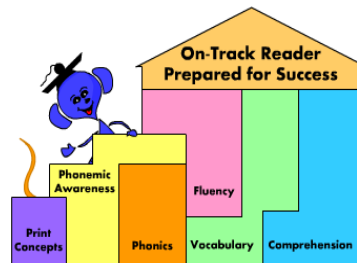 On-Track Reader
Prepared for Success
Phonemic
Awareness
Fluency
Print
Concepts
Phonics
Vocabulary
Comprehension